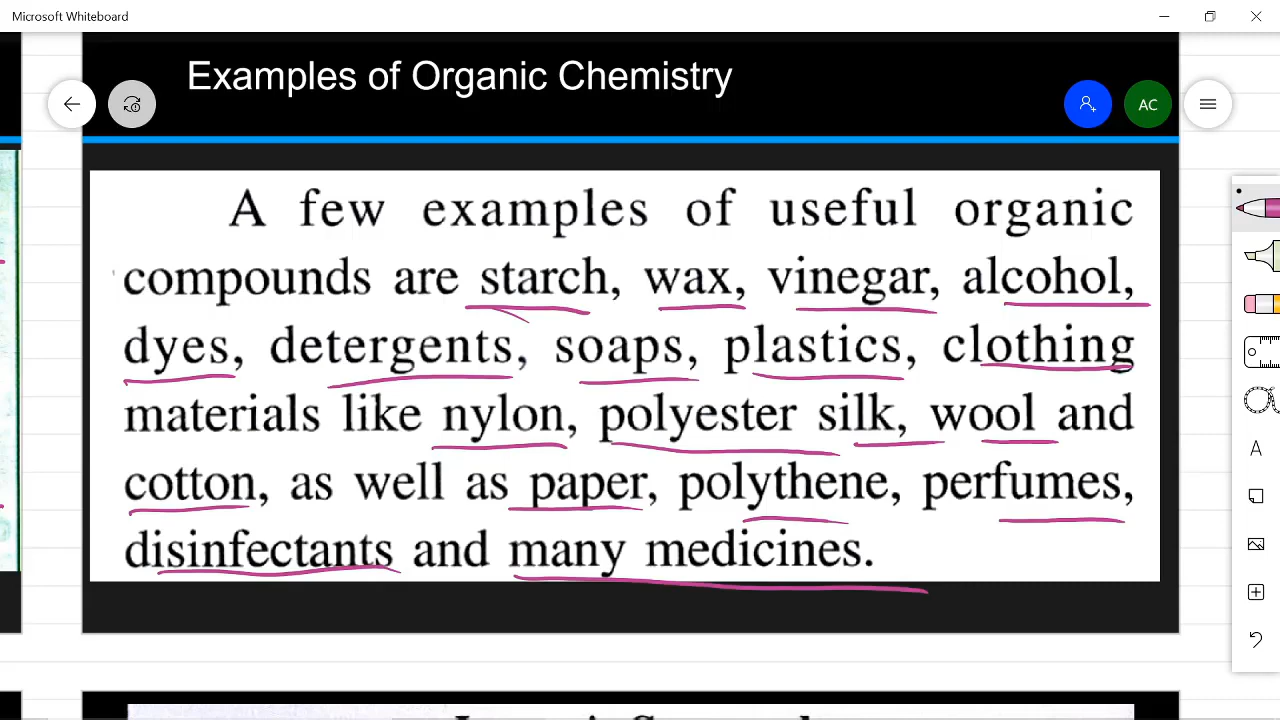 Microsoft Whiteboard
Examples of Organic Chemistry
AC
A few examples of useful organic
compounds are starch, wax, vinegar, alcohol,
dyes, detergents, soaps, plastics, clothing
materials like nylon, polyester silk, wool and
cotton, as well as paper, polythene, perfumes,
disinfectants and many medicines.
A